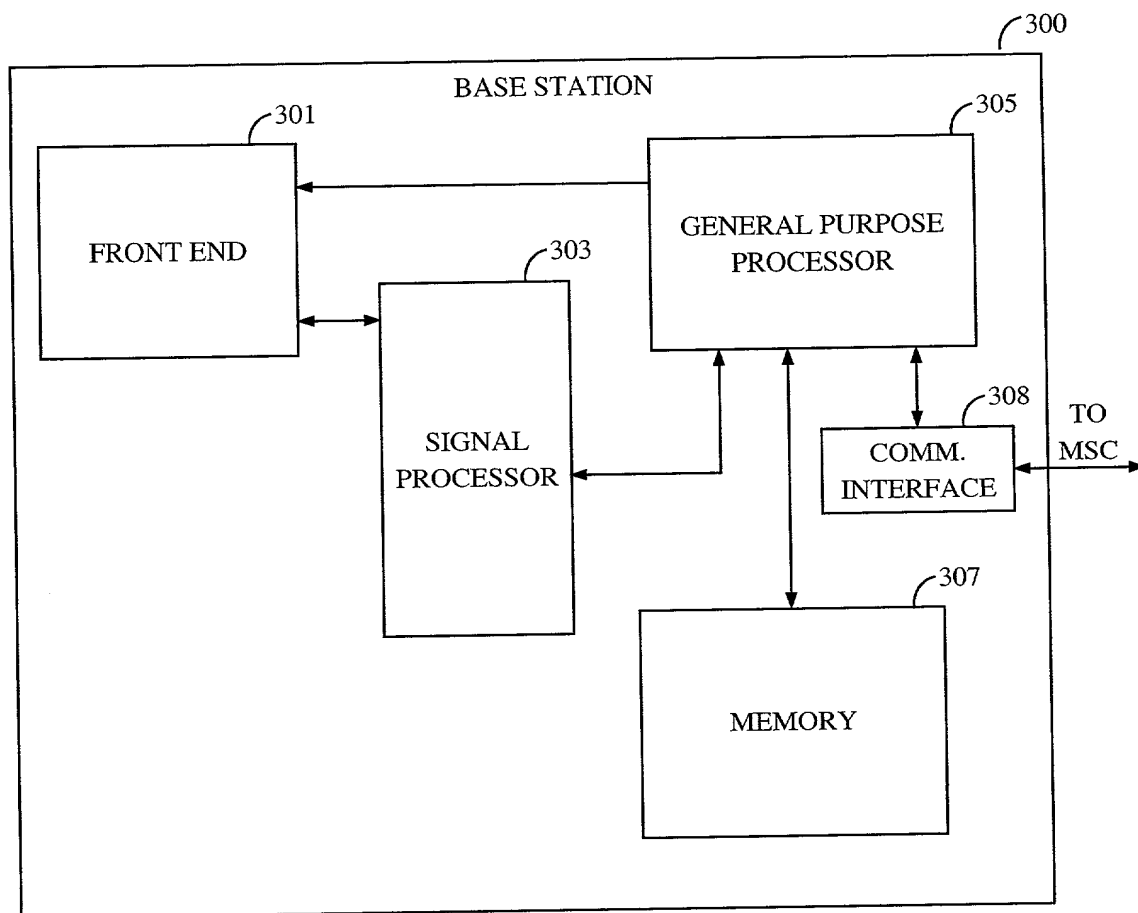 300
BASE STATION
301
305
FRONT END
GENERAL PURPOSE
PROCESSOR
303
SIGNAL
PROCESSOR
308
COMM.
INTERFACE
TO
MSC
307
MEMORY